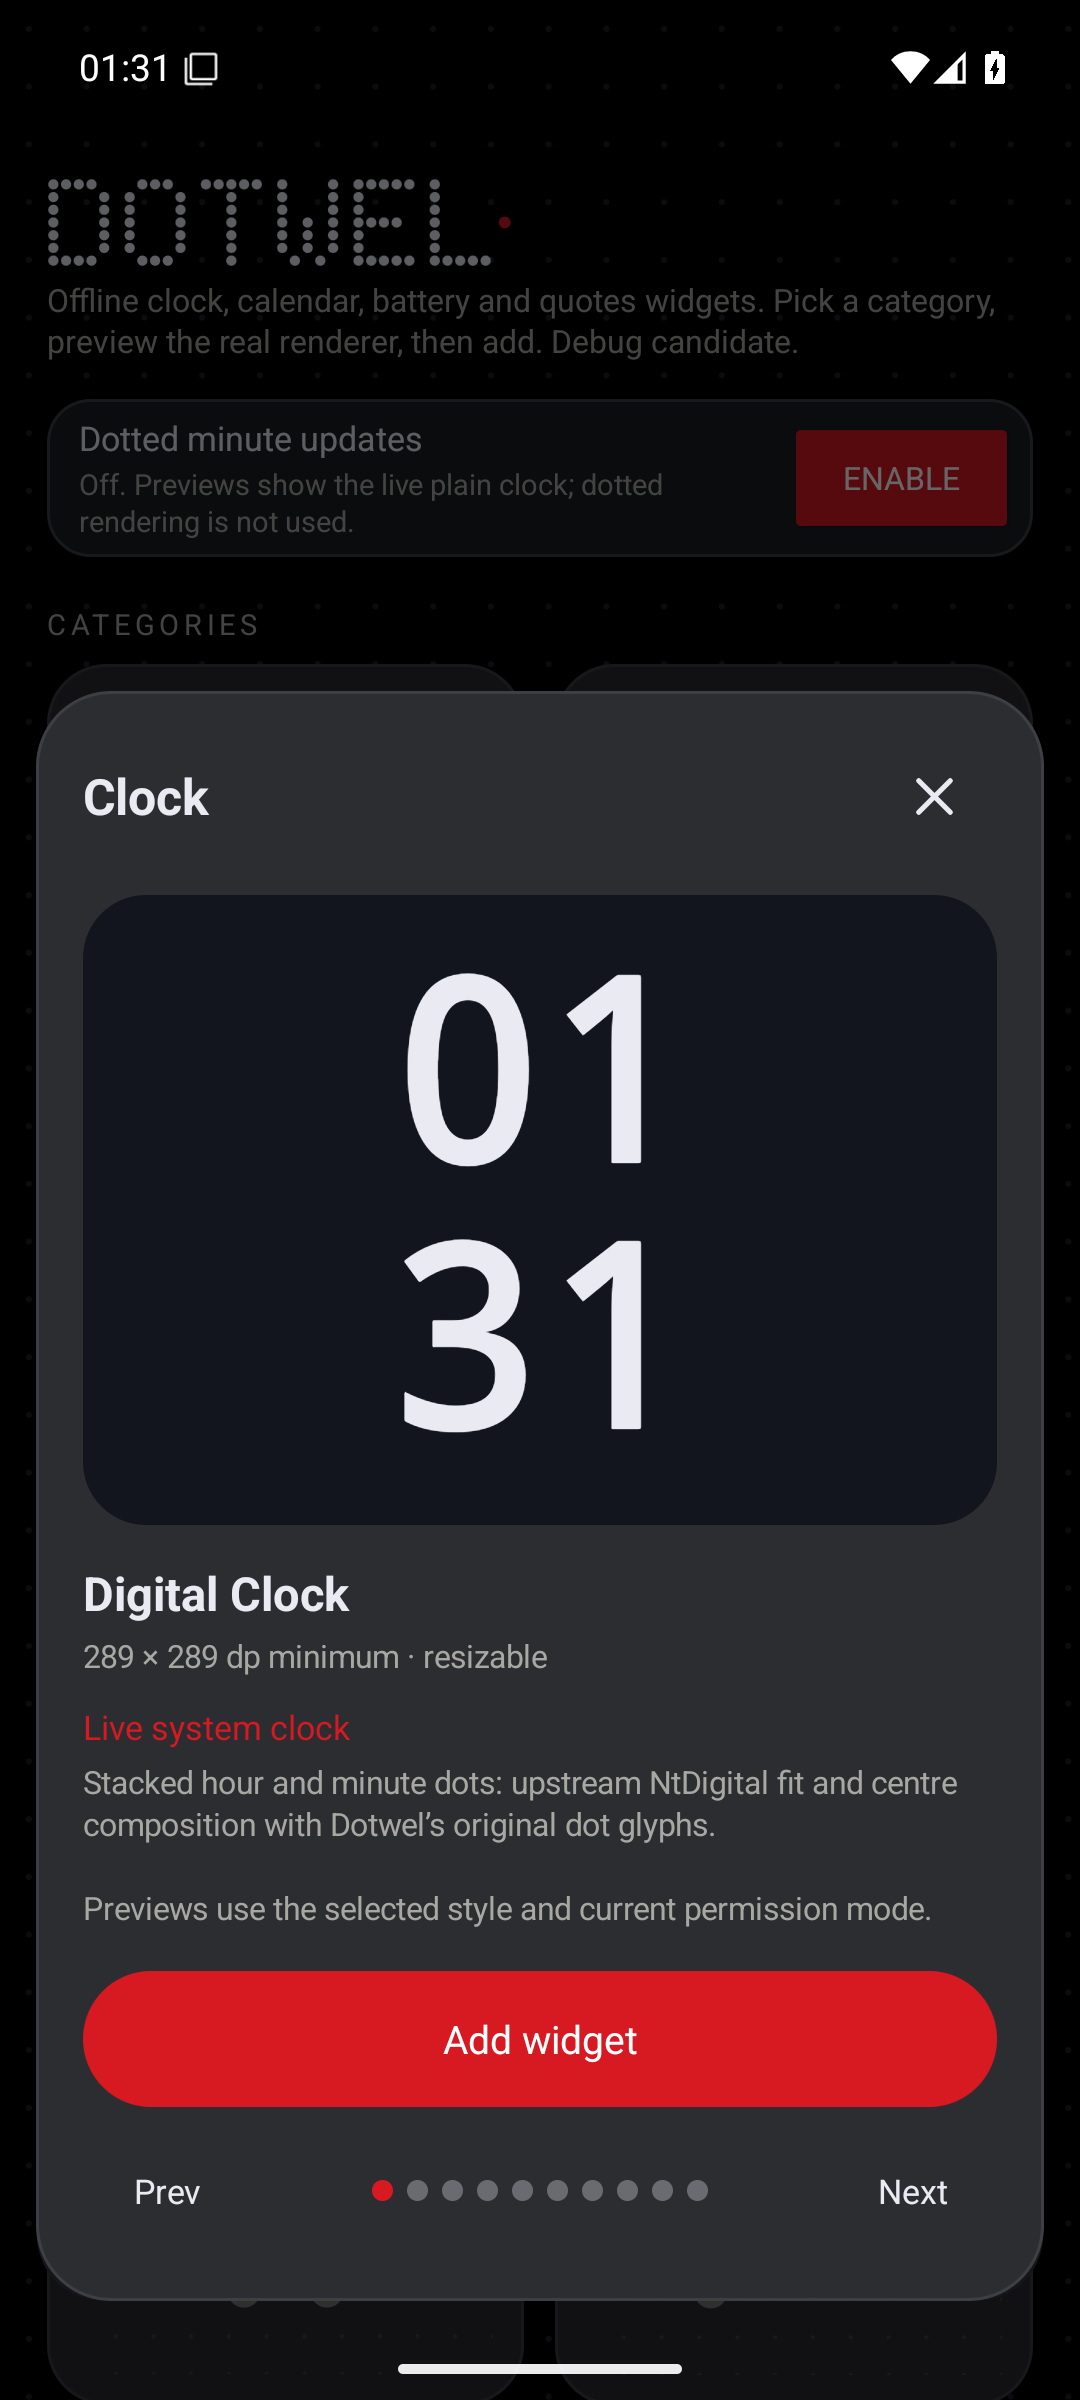 01:31
DOTWEL
Offline clock, calendar, battery and quotes widgets. Pick a category,
preview the real renderer, then add. Debug candidate.
Dotted minute updates
Off. Previews show the live plain clock; dotted
rendering is not used.
ENABLE
CATEGORIES
Clock
01
31
Digital Clock
289 × 289 dp minimum · resizable
Live system clock
Stacked hour and minute dots: upstream NtDigital fit and centre
composition with Dotwel’s original dot glyphs.
Previews use the selected style and current permission mode.
Add widget
Prev
Next